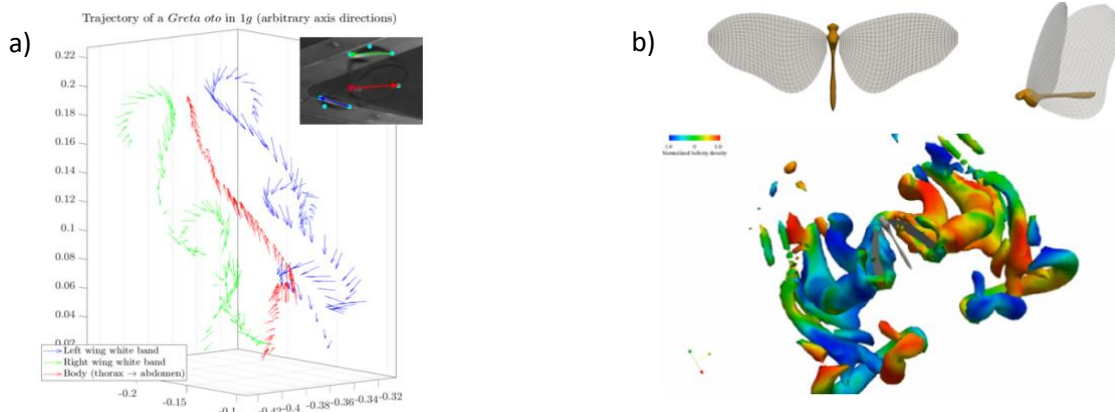 a)
Trajectory of a Greta oto in 1g (arbitrary axis directions)
0.22
0.2
0.18
0.16
0.14
0.12
0.1
0.08
0.06
0.04
0.02
Left wing white band
Right wing white band
Body (thorax → abdomen)
-0.2
-0.15
-0.1
-0.42
-0.4
-0.38
-0.36
-0.34
-0.32
b)
Normalized helicity density